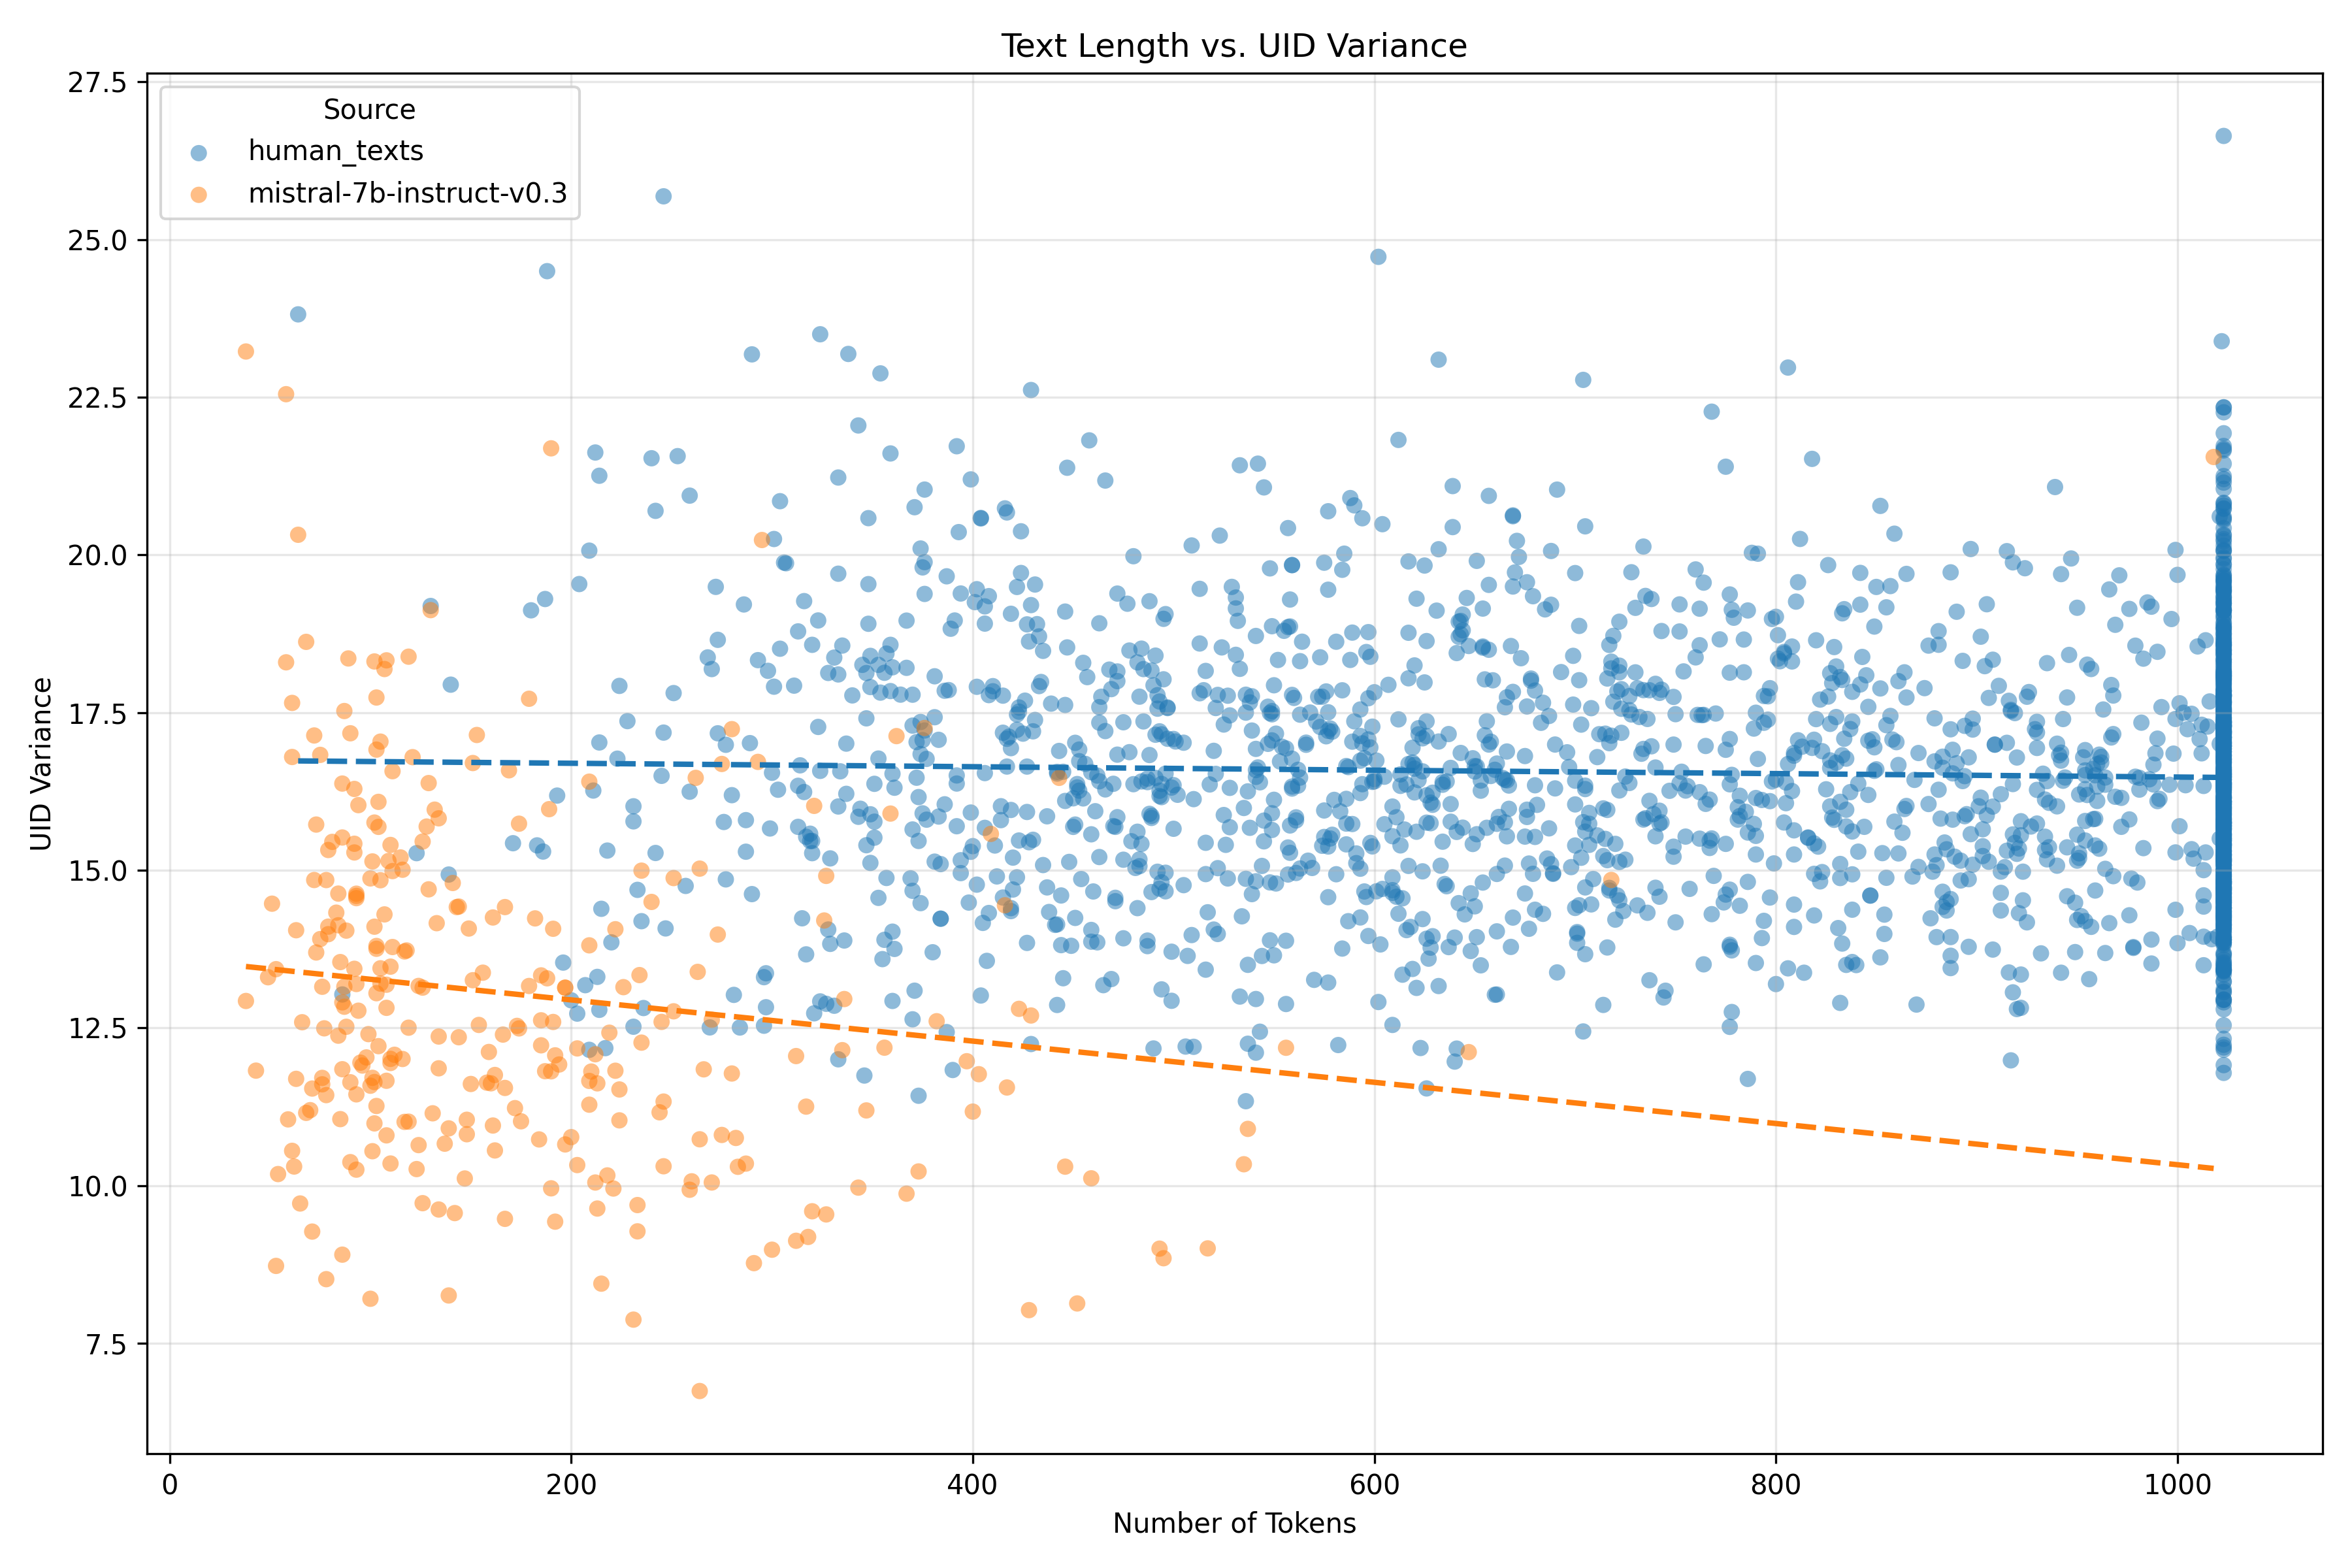 Text Length vs. UID Variance
27.5
25.0
22.5
20.0
17.5
15.0
12.5
10.0
7.5
UID Variance
Source
human_texts
mistral-7b-instruct-v0.3
0 200 400 600 800 1000
Number of Tokens